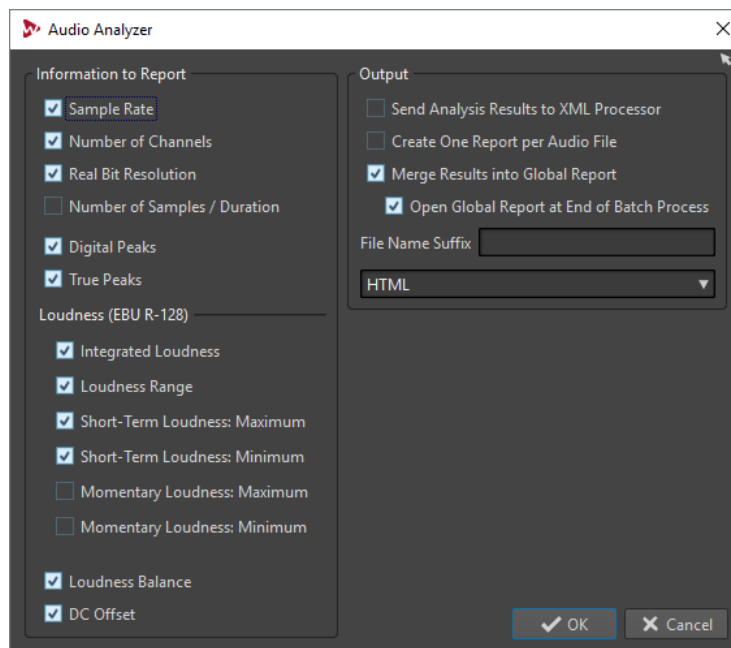 Audio Analyzer
Information to Report
Sample Rate
Number of Channels
Real Bit Resolution
Number of Samples / Duration
Digital Peaks
True Peaks
Loudness (EBU R-128)
Integrated Loudness
Loudness Range
Short-Term Loudness: Maximum
Short-Term Loudness: Minimum
Momentary Loudness: Maximum
Momentary Loudness: Minimum
Loudness Balance
DC Offset
Output
Send Analysis Results to XML Processor
Create One Report per Audio File
Merge Results into Global Report
Open Global Report at End of Batch Process
File Name Suffix
HTML
OK
Cancel